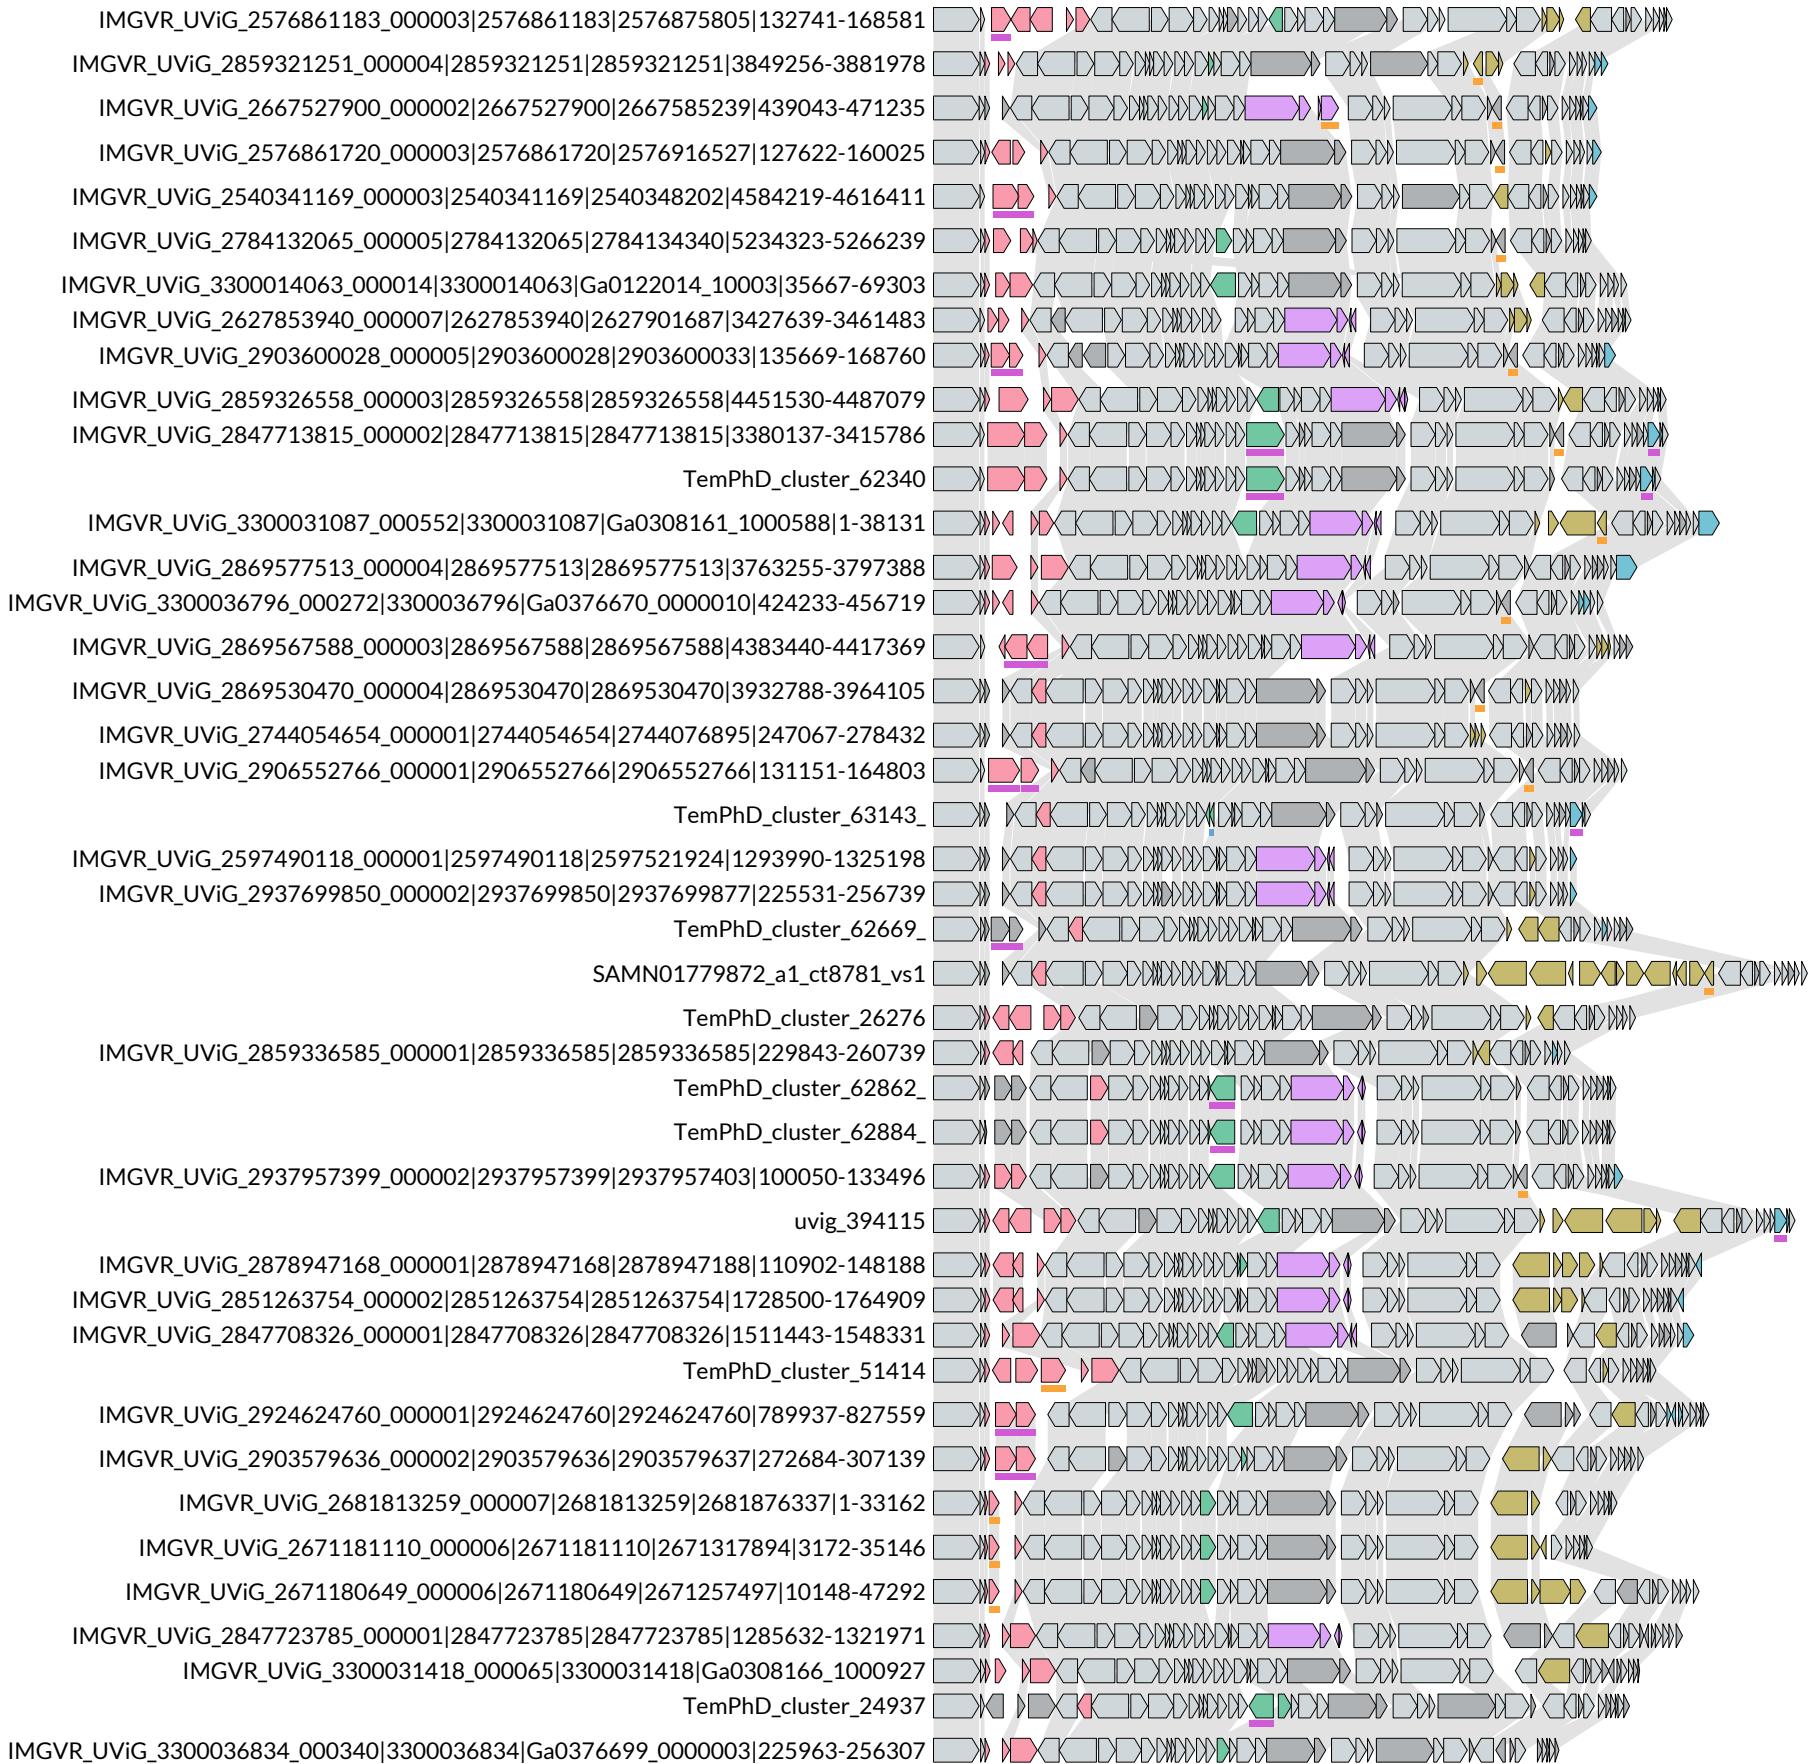 IMGVR_UViG_2576861183_000003|2576861183|2576875805|132741-168581
IMGVR_UViG_2859321251_000004|2859321251|2859321251|3849256-3881978
IMGVR_UViG_2667527900_000002|2667527900|2667585239|439043-471235
IMGVR_UViG_2576861720_000003|2576861720|2576916527|127622-160025
IMGVR_UViG_2540341169_000003|2540341169|2540348202|4584219-4616411
IMGVR_UViG_2784132065_000005|2784132065|2784134340|5234323-5266239
IMGVR_UViG_3300014063_000014|3300014063|Ga0122014_10003|35667-69303
IMGVR_UViG_2627853940_000007|2627853940|2627901687|3427639-3461483
IMGVR_UViG_2903600028_000005|2903600028|2903600033|135669-168760
IMGVR_UViG_2859326558_000003|2859326558|2859326558|4451530-4487079
IMGVR_UViG_2847713815_000002|2847713815|2847713815|3380137-3415786
TemPhD_cluster_62340
IMGVR_UViG_3300031087_000552|3300031087|Ga0308161_1000588|1-38131
IMGVR_UViG_2869577513_000004|2869577513|2869577513|3763255-3797388
IMGVR_UViG_3300036796_000272|3300036796|Ga0376670_0000010|424233-456719
IMGVR_UViG_2869567588_000003|2869567588|2869567588|4383440-4417369
IMGVR_UViG_2869530470_000004|2869530470|2869530470|3932788-3964105
IMGVR_UViG_2744054654_000001|2744054654|2744076895|247067-278432
IMGVR_UViG_2906552766_000001|2906552766|2906552766|131151-164803
TemPhD_cluster_63143_
IMGVR_UViG_2597490118_000001|2597490118|2597521924|1293990-1325198
IMGVR_UViG_2937699850_000002|2937699850|2937699877|225531-256739
TemPhD_cluster_62669_
SAMN01779872_a1_ct8781_vs1
TemPhD_cluster_26276
IMGVR_UViG_2859336585_000001|2859336585|2859336585|229843-260739
TemPhD_cluster_62862_
TemPhD_cluster_62884_
IMGVR_UViG_2937957399_000002|2937957399|2937957403|100050-133496
uvig_394115
IMGVR_UViG_2878947168_000001|2878947168|2878947188|110902-148188
IMGVR_UViG_2851263754_000002|2851263754|2851263754|1728500-1764909
IMGVR_UViG_2847708326_000001|2847708326|2847708326|1511443-1548331
TemPhD_cluster_51414
IMGVR_UViG_2924624760_000001|2924624760|2924624760|789937-827559
IMGVR_UViG_2903579636_000002|2903579636|2903579637|272684-307139
IMGVR_UViG_2681813259_000007|2681813259|2681876337|1-33162
IMGVR_UViG_2671181110_000006|2671181110|2671317894|3172-35146
IMGVR_UViG_2671180649_000006|2671180649|2671257497|10148-47292
IMGVR_UViG_2847723785_000001|2847723785|2847723785|1285632-1321971
IMGVR_UViG_3300031418_000065|3300031418|Ga0308166_1000927
TemPhD_cluster_24937
IMGVR_UViG_3300036834_000340|3300036834|Ga0376699_0000003|225963-256307